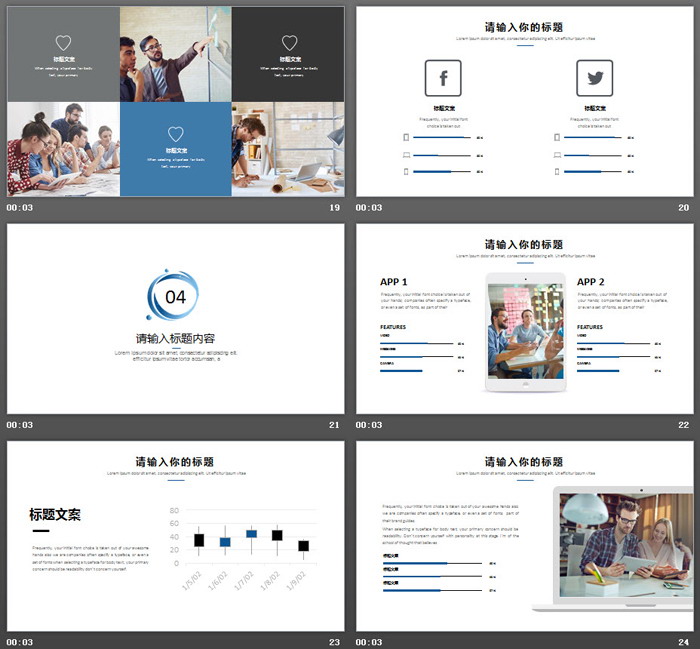 标题文案
When selecting a typeface for body
text, your primary
标题文案
When selecting a typeface for body
text, your primary
标题文案
When selecting a typeface for body
text, your primary
00:03
19
请输入你的标题
Lorem ipsum dolor sit amet, consectetur adipiscing elit. Ut efficitur ipsum vitae
标题文案
Frequently, your initial font
choice is taken out
标题文案
Frequently, your initial font
choice is taken out
00:03
20
04
请输入标题内容
Lorem ipsum dolor sit amet, consectetur adipiscing elit. Ut
efficitur ipsum vitae tortor accumsan, a
00:03
21
请输入你的标题
Lorem ipsum dolor sit amet, consectetur adipiscing elit. Ut efficitur ipsum vitae
APP 1
Frequently, your initial font choice is taken out of
your hands; companies often specify a typeface,
or even a set of fonts, as part of their
FEATURES
VIDEO
CAMERA
APP 2
Frequently, your initial font choice is taken out of
your hands; companies often specify a typeface,
or even a set of fonts, as part of their
FEATURES
VIDEO
CAMERA
00:03
22
请输入你的标题
Lorem ipsum dolor sit amet, consectetur adipiscing elit. Ut efficitur ipsum vitae
标题文案
Frequently, your initial font choice is taken out of your awesome
hands also we are companies often specify a typeface, or even a
set of fonts When selecting a typeface for body text, your primary
concern should be readability don't concern yourself
80
60
40
20
0
1/5/02
1/6/02
1/7/02
1/8/02
1/9/02
00:03
23
请输入你的标题
Lorem ipsum dolor sit amet, consectetur adipiscing elit. Ut efficitur ipsum vitae
Frequently, your initial font choice is taken out of your awesome hands also
we are companies often specify a typeface, or even a set of fonts, part of
their brand guides
When selecting a typeface for body text, your primary concern should be
readability. Don't concern yourself with personality at this stage. I'm of the
school of thought that believes
标题文案
标题文案
标题文案
00:03
24